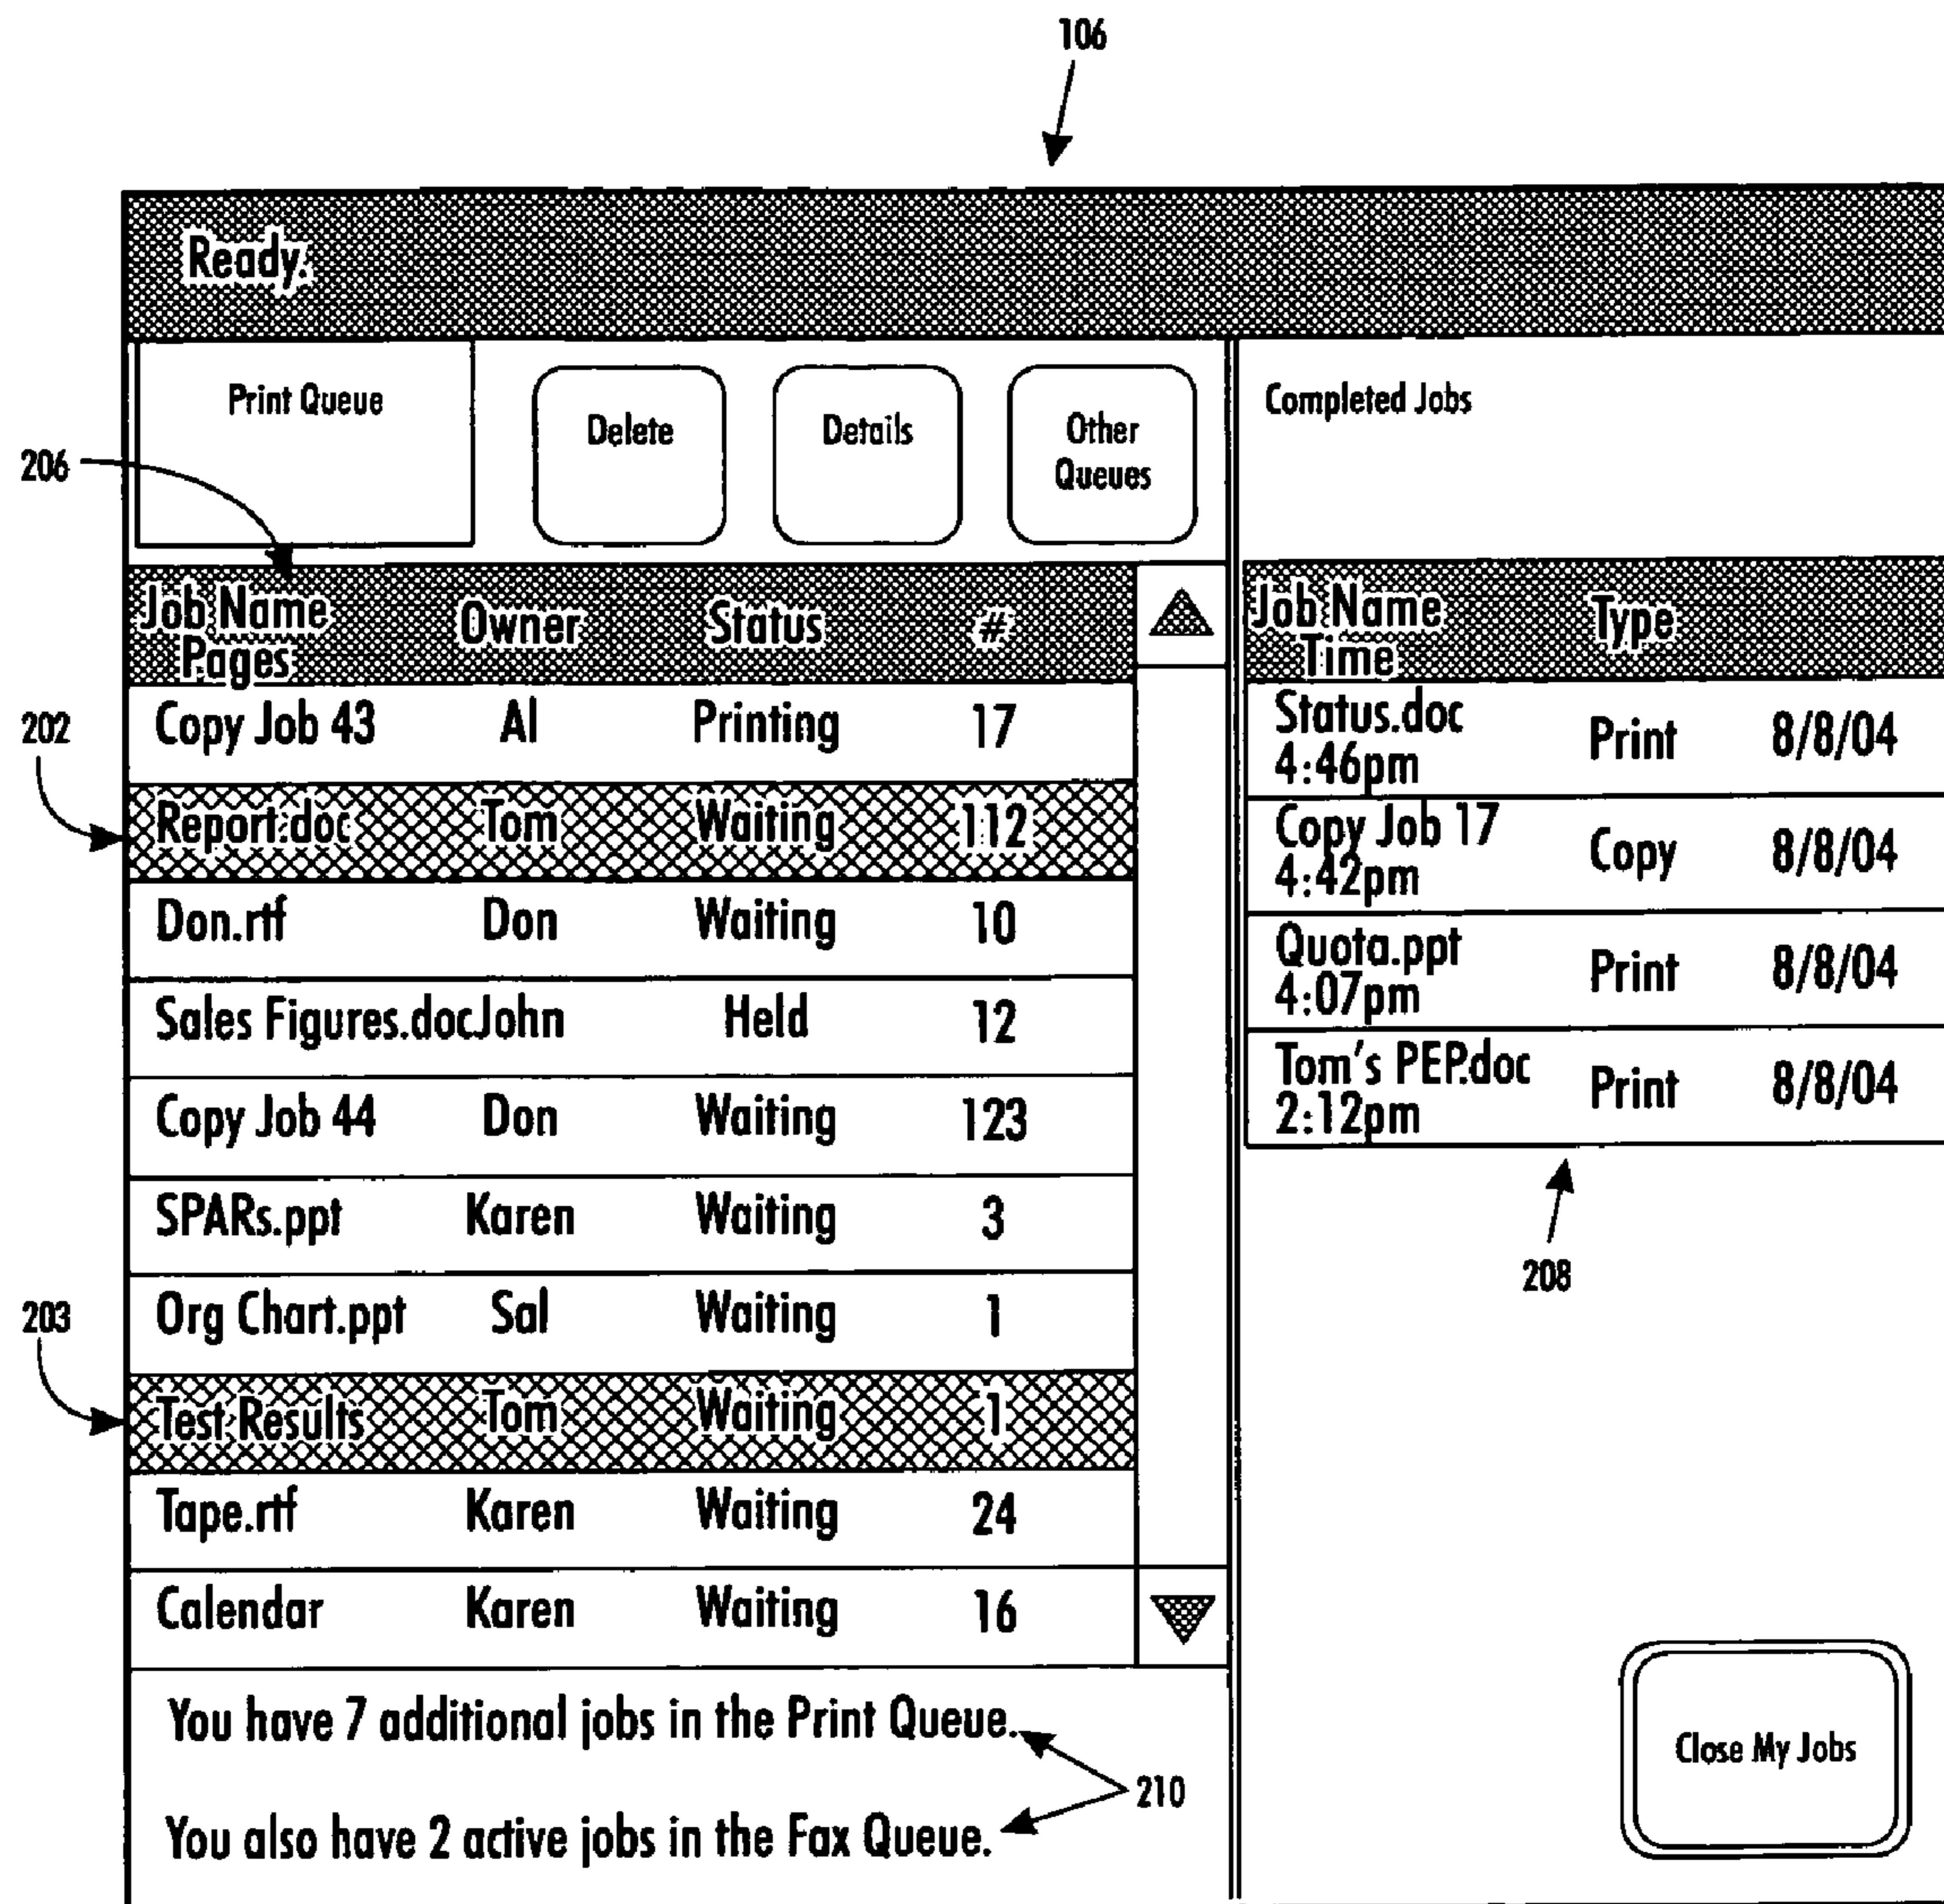 106
Ready.
Print Queue
Delete
Details
Other
Queues
Completed Jobs
206
Job Name Owner Status #
Pages
Job Name Type
Time
202
Copy Job 43 Al Printing 17
Report.doc Tom Waiting 112
Don.rtf Don Waiting 10
Sales Figures.doc John Held 12
Copy Job 44 Don Waiting 123
SPARs.ppt Karen Waiting 3
Org Chart.ppt Sal Waiting 1
203
Test Results Tom Waiting 1
Tape.rtf Karen Waiting 24
Calendar Karen Waiting 16
Status.doc Print 8/8/04
4:46pm
Copy Job 17 Copy 8/8/04
4:42pm
Quota.ppt Print 8/8/04
4:07pm
Tom's PEP.doc Print 8/8/04
2:12pm
208
You have 7 additional jobs in the Print Queue.
You also have 2 active jobs in the Fax Queue.
210
Close My Jobs